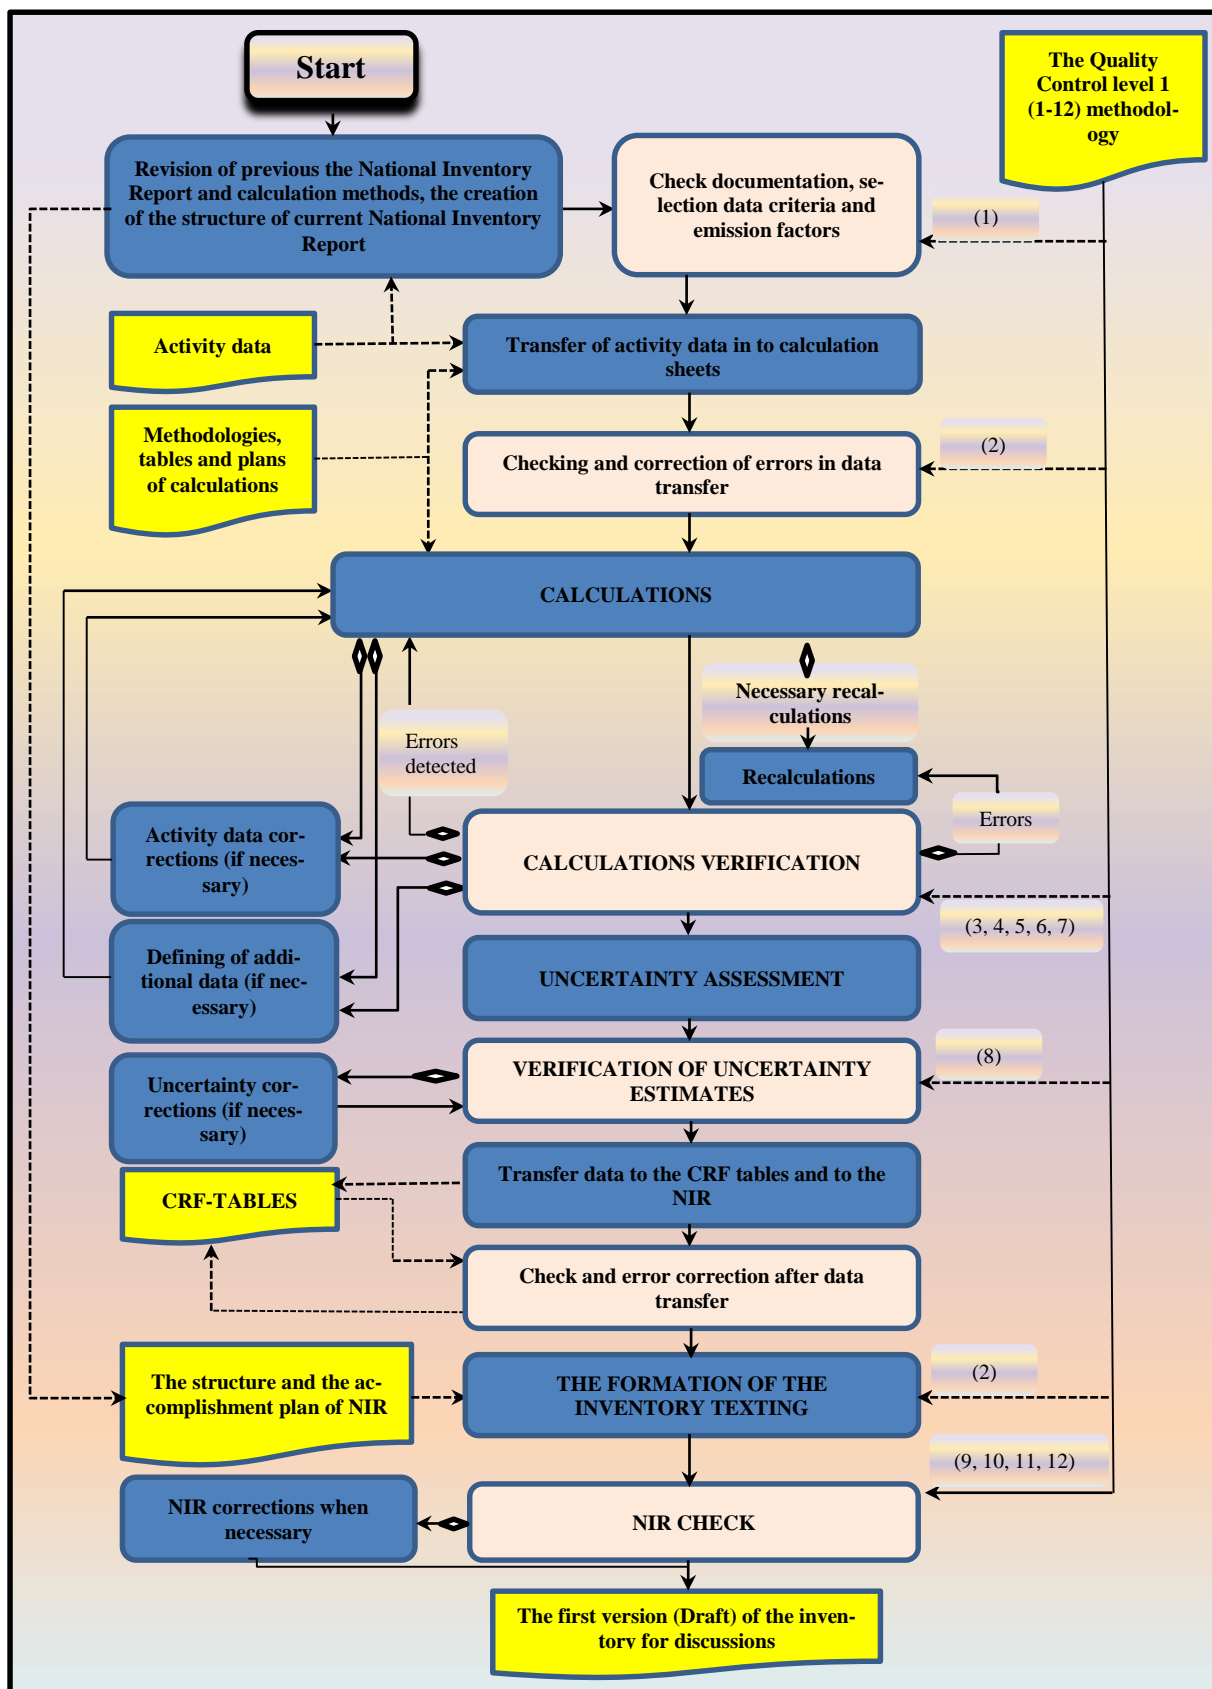 Start
The Quality
Control level 1
(1-12) methodol-
ogy
Revision of previous the National Inventory
Report and calculation methods, the creation
of the structure of current National Inventory
Report
Check documentation, se-
lection data criteria and
emission factors
(1)
Activity data
Transfer of activity data in to calculation
sheets
Methodologies,
tables and plans
of calculations
Checking and correction of errors in data
transfer
(2)
CALCULATIONS
Necessary recal-
culations
Errors
detected
Recalculations
Errors
Activity data cor-
rections (if neces-
sary)
CALCULATIONS VERIFICATION
(3, 4, 5, 6, 7)
Defining of addi-
tional data (if nec-
essary)
UNCERTAINTY ASSESSMENT
(8)
Uncertainty cor-
rections (if neces-
sary)
VERIFICATION OF UNCERTAINTY
ESTIMATES
CRF-TABLES
Transfer data to the CRF tables and to the
NIR
Check and error correction after data
transfer
The structure and the ac-
complishment plan of NIR
THE FORMATION OF THE
INVENTORY TEXTING
(2)
(9, 10, 11, 12)
NIR corrections when
necessary
NIR CHECK
The first version (Draft) of the inven-
tory for discussions